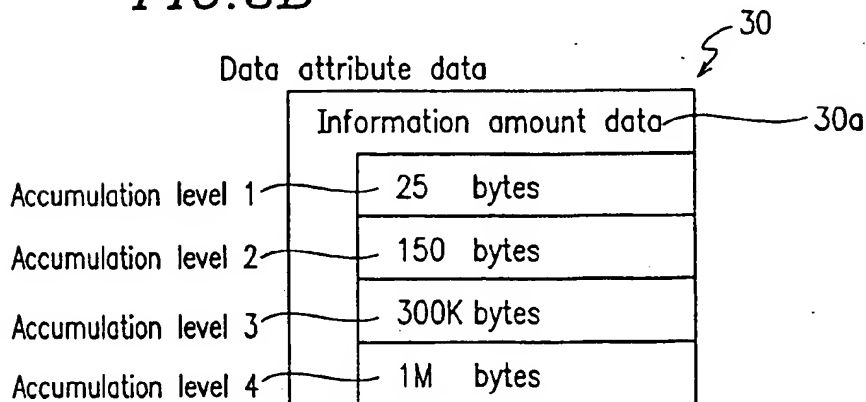 30
Data attribute data
Information amount data 30a
Accumulation level 1 25 bytes
Accumulation level 2 150 bytes
Accumulation level 3 300K bytes
Accumulation level 4 1M bytes